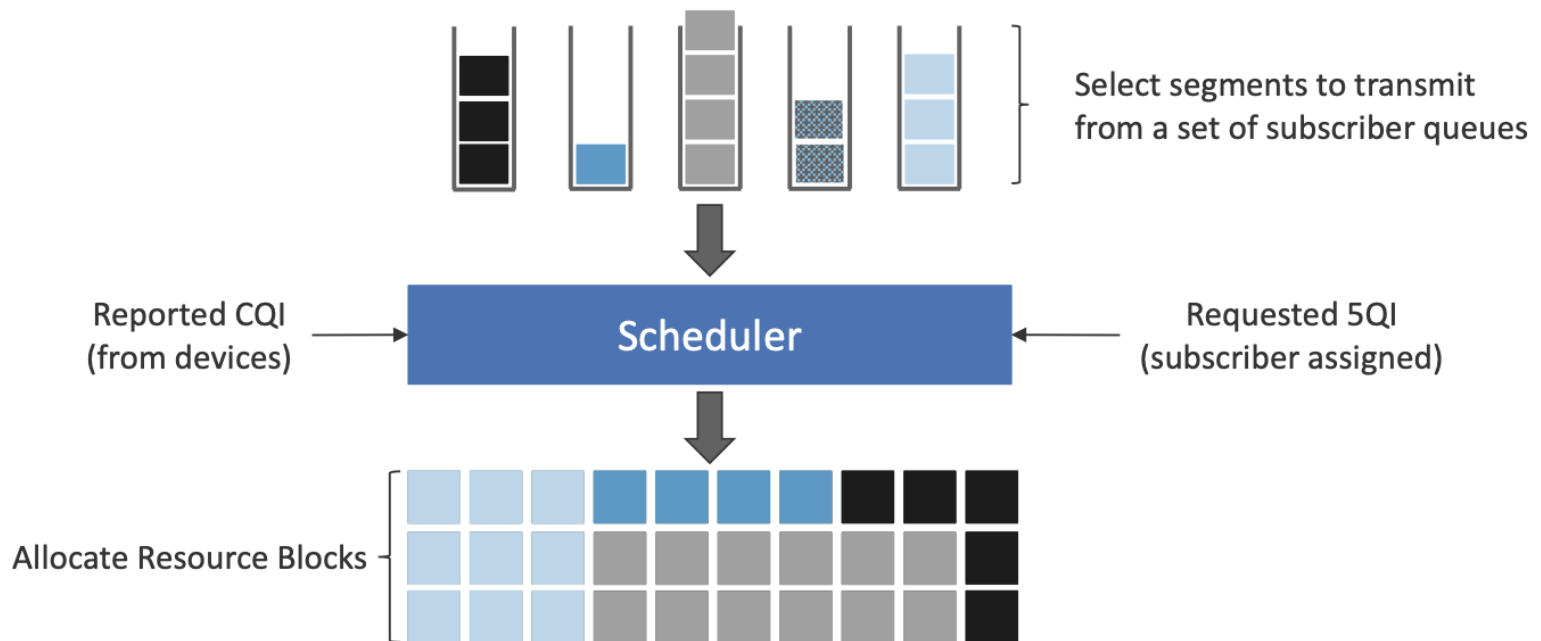 Select segments to transmit
from a set of subscriber queues
Reported CQI
(from devices)
Scheduler
Requested 5QI
(subscriber assigned)
Allocate Resource Blocks